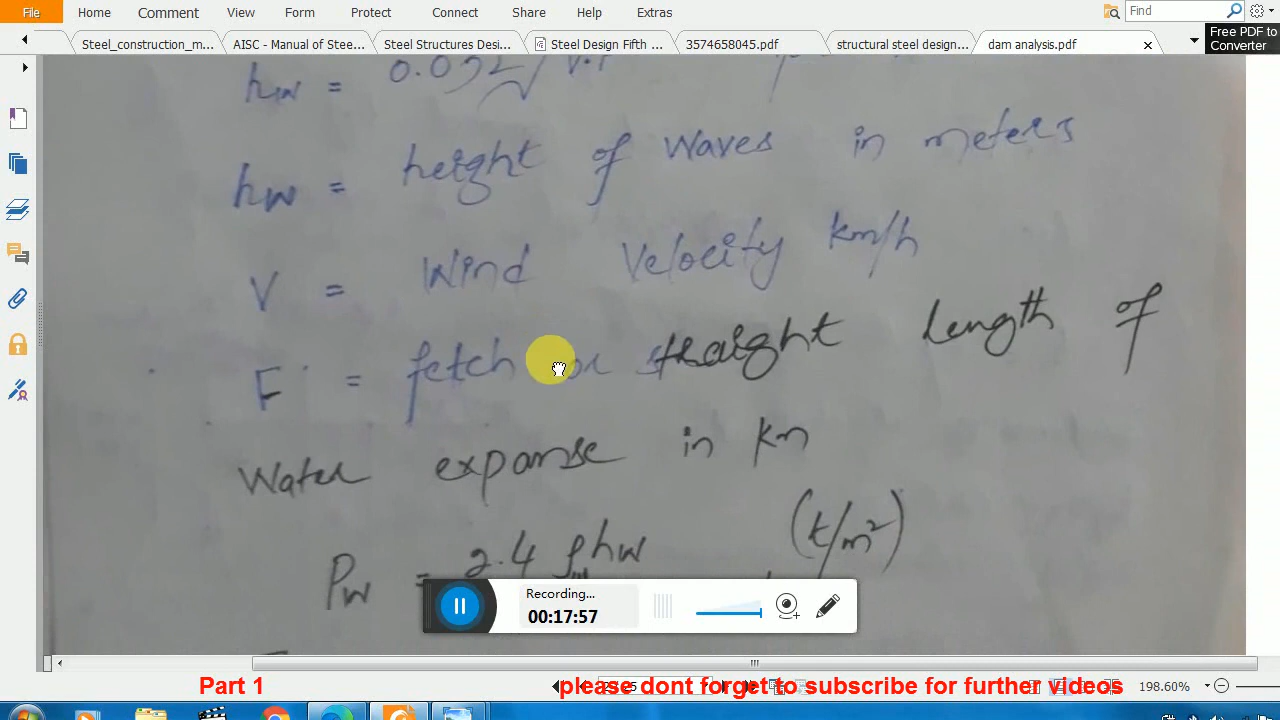 File Home Comment View Form Protect Connect Share Help Extras Find
Free PDF to
Converter
Steel_construction_m... AISC - Manual of Stee... Steel Structures Desi... Steel Design Fifth ... 3574658045.pdf structural steel design... dam analysis.pdf
hw = 0.032
hw = height of Waves in meters
V = Wind Velocity km/h
F = fetch or straight length of
Water expanse in km
Pw = 2.4 ρw hw (t/m²)
Recording...
00:17:57
Part 1 please dont forget to subscribe for further videos
198.60%